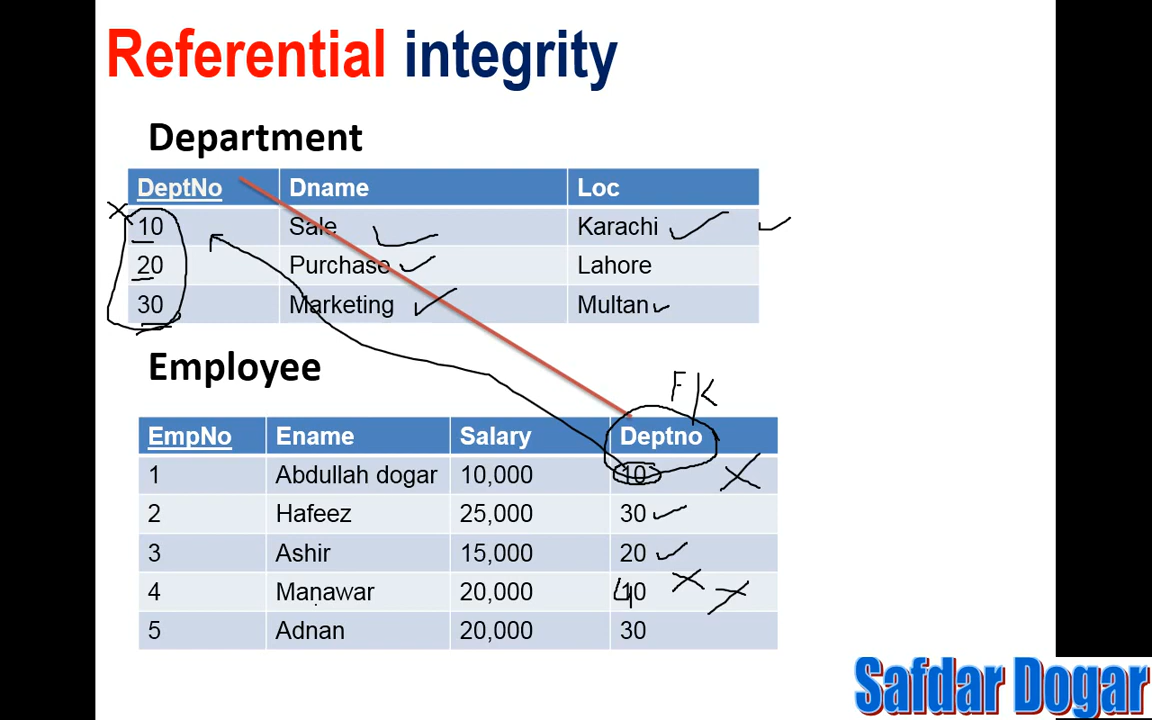 Referential integrity
Department
DeptNo Dname Loc
10 Sale Karachi
20 Purchase Lahore
30 Marketing Multan
Employee
FK
EmpNo Ename Salary Deptno
1 Abdullah dogar 10,000 10
2 Hafeez 25,000 30
3 Ashir 15,000 20
4 Manawar 20,000 10
5 Adnan 20,000 30
Safdar Dogar